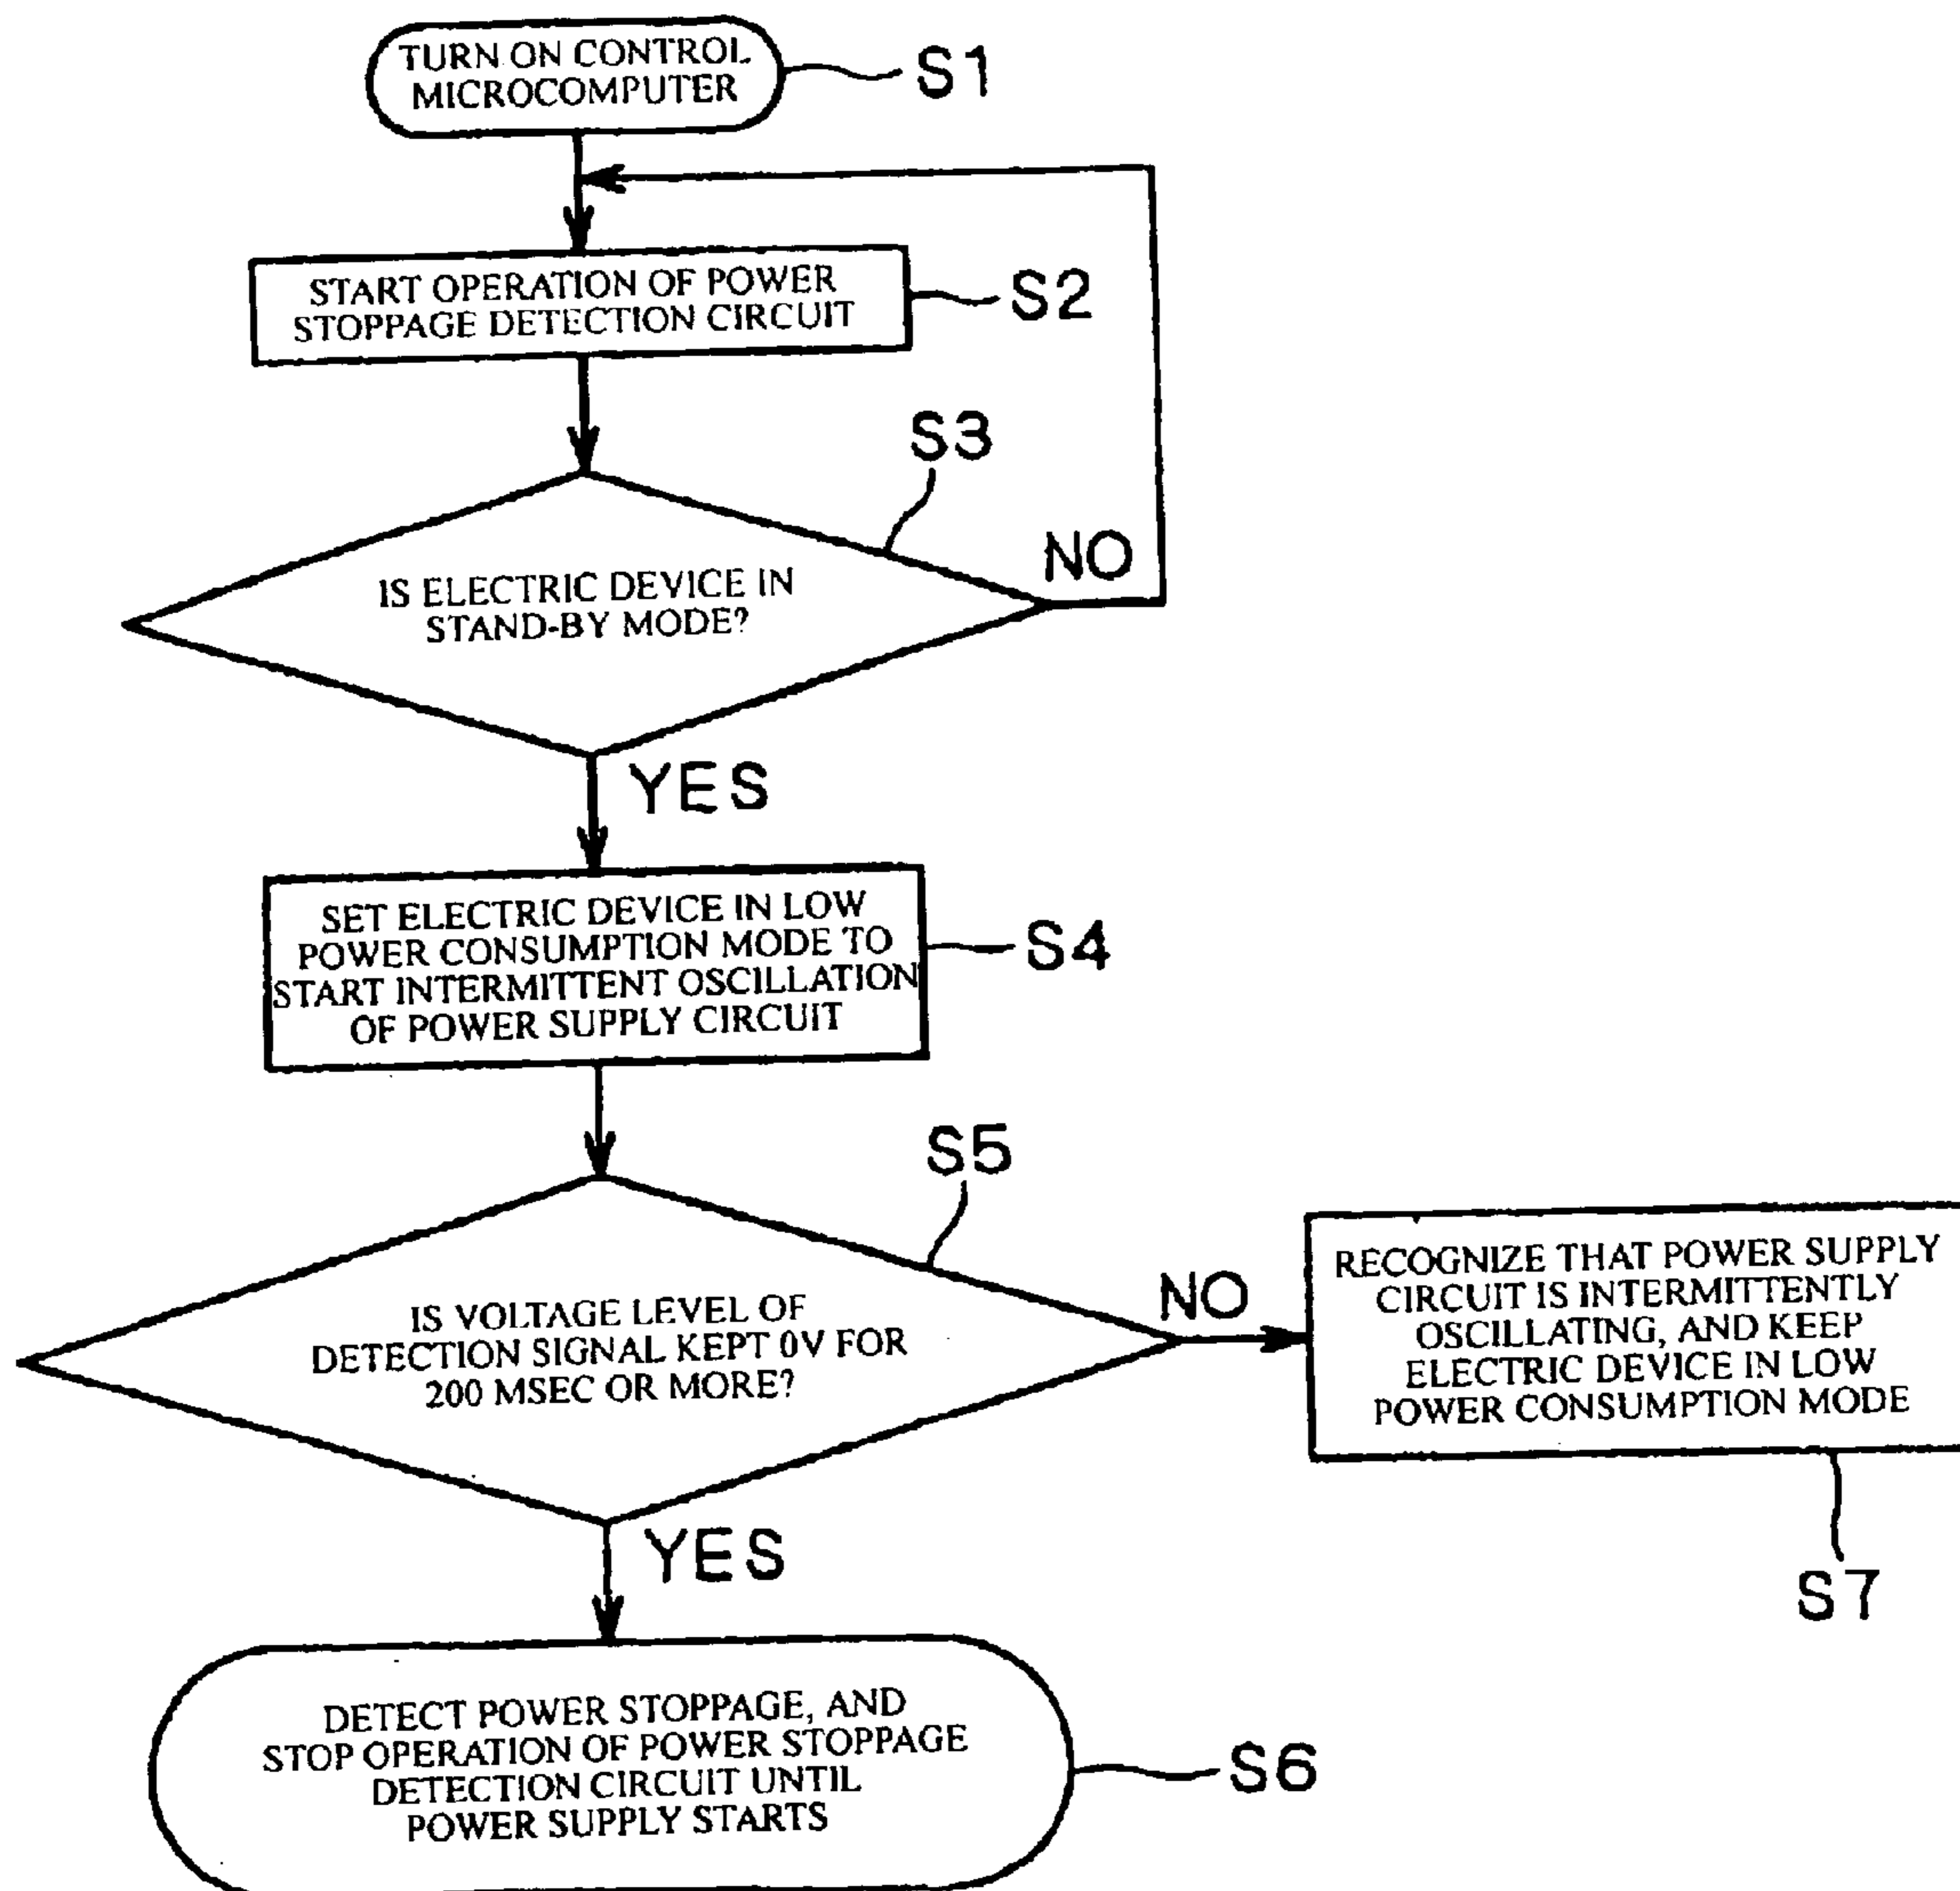 TURN ON CONTROL
MICROCOMPUTER
S1
START OPERATION OF POWER
STOPPAGE DETECTION CIRCUIT
S2
S3
IS ELECTRIC DEVICE IN
STAND-BY MODE?
NO
YES
SET ELECTRIC DEVICE IN LOW
POWER CONSUMPTION MODE TO
START INTERMITTENT OSCILLATION
OF POWER SUPPLY CIRCUIT
S4
S5
IS VOLTAGE LEVEL OF
DETECTION SIGNAL KEPT 0V FOR
200 MSEC OR MORE?
NO
RECOGNIZE THAT POWER SUPPLY
CIRCUIT IS INTERMITTENTLY
OSCILLATING, AND KEEP
ELECTRIC DEVICE IN LOW
POWER CONSUMPTION MODE
S7
YES
DETECT POWER STOPPAGE, AND
STOP OPERATION OF POWER STOPPAGE
DETECTION CIRCUIT UNTIL
POWER SUPPLY STARTS
S6